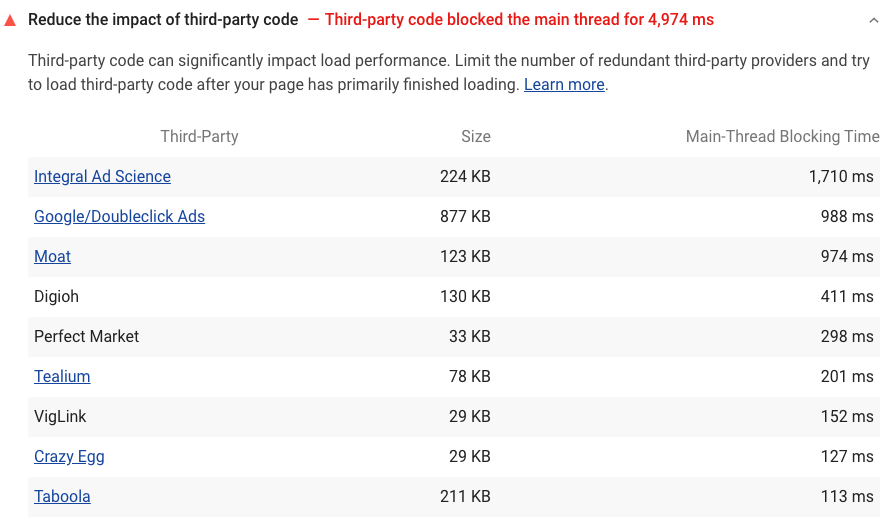 Reduce the impact of third-party code — Third-party code blocked the main thread for 4,974 ms
Third-party code can significantly impact load performance. Limit the number of redundant third-party providers and try
to load third-party code after your page has primarily finished loading. Learn more.
Third-Party Size Main-Thread Blocking Time
Integral Ad Science 224 KB 1,710 ms
Google/Doubleclick Ads 877 KB 988 ms
Moat 123 KB 974 ms
Digioh 130 KB 411 ms
Perfect Market 33 KB 298 ms
Tealium 78 KB 201 ms
VigLink 29 KB 152 ms
Crazy Egg 29 KB 127 ms
Taboola 211 KB 113 ms